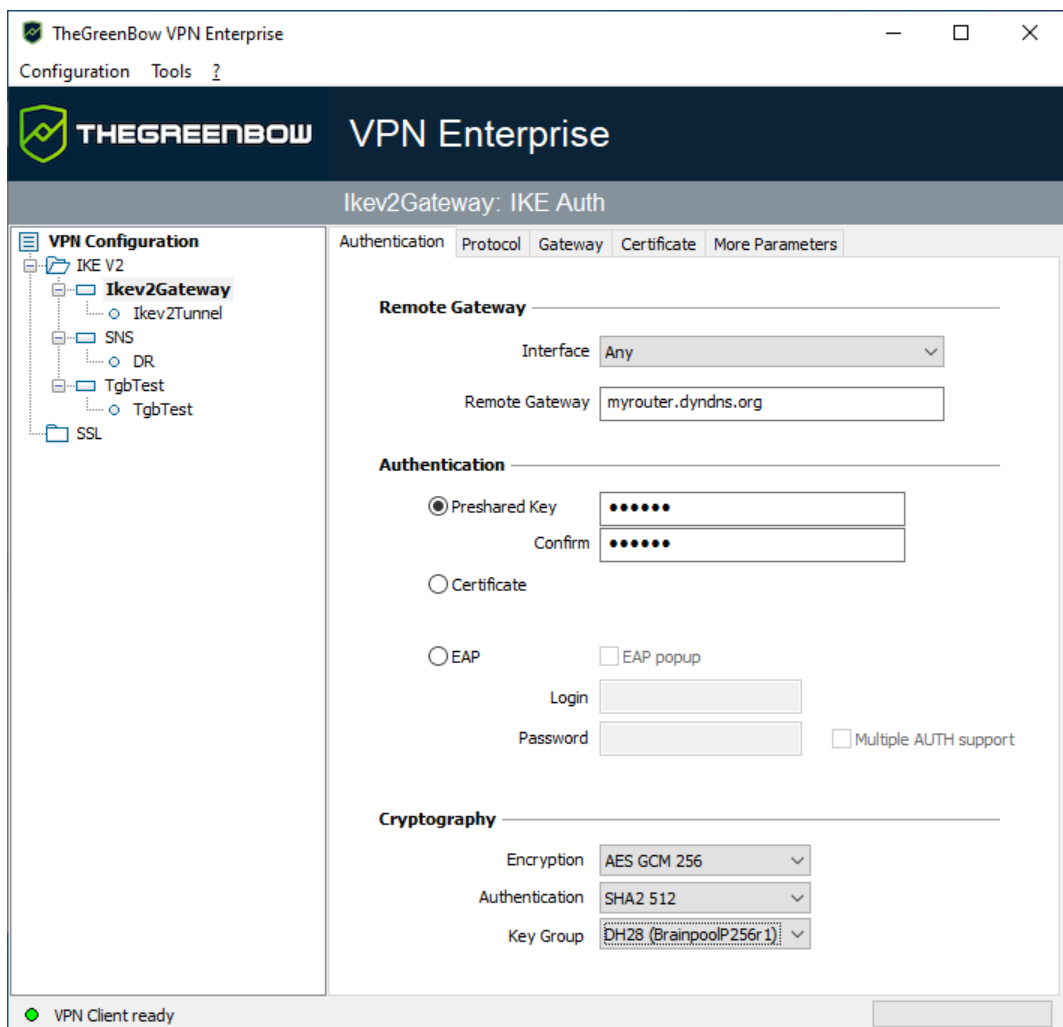 TheGreenBow VPN Enterprise
Configuration Tools ?
THEGREENBOW VPN Enterprise
Ikev2Gateway: IKE Auth
VPN Configuration
IKE V2
Ikev2Gateway
Ikev2Tunnel
SNS
DR
TgbTest
TgbTest
SSL
Authentication Protocol Gateway Certificate More Parameters
Remote Gateway
Interface Any
Remote Gateway myrouter.dyndns.org
Authentication
Preshared Key ••••••
Confirm ••••••
Certificate
EAP EAP popup
Login
Password Multiple AUTH support
Cryptography
Encryption AES GCM 256
Authentication SHA2 512
Key Group DH28 (BrainpoolP256r1)
VPN Client ready